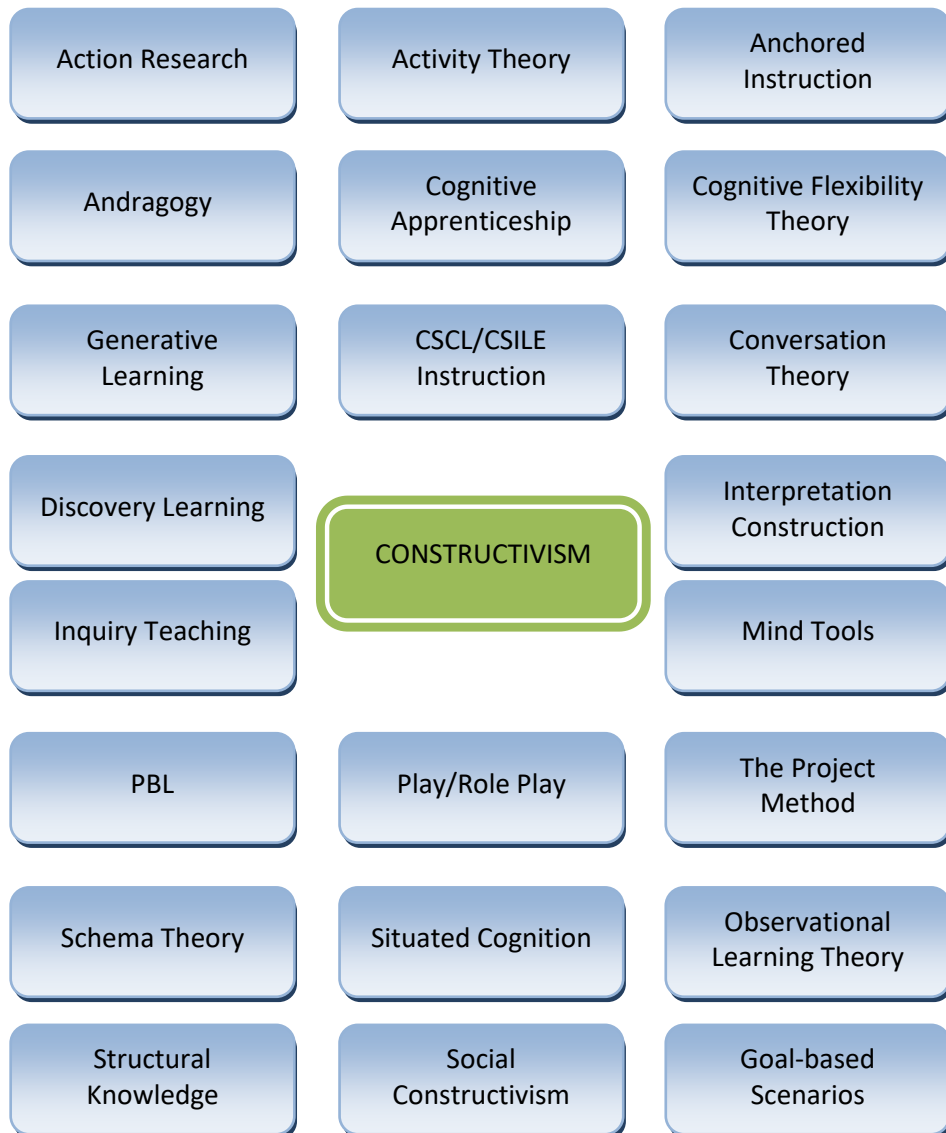 Action Research
Activity Theory
Anchored
Instruction
Andragogy
Cognitive
Apprenticeship
Cognitive Flexibility
Theory
Generative
Learning
CSCL/CSILE
Instruction
Conversation
Theory
Discovery Learning
CONSTRUCTIVISM
Interpretation
Construction
Inquiry Teaching
Mind Tools
PBL
Play/Role Play
The Project
Method
Schema Theory
Situated Cognition
Observational
Learning Theory
Structural
Knowledge
Social
Constructivism
Goal-based
Scenarios